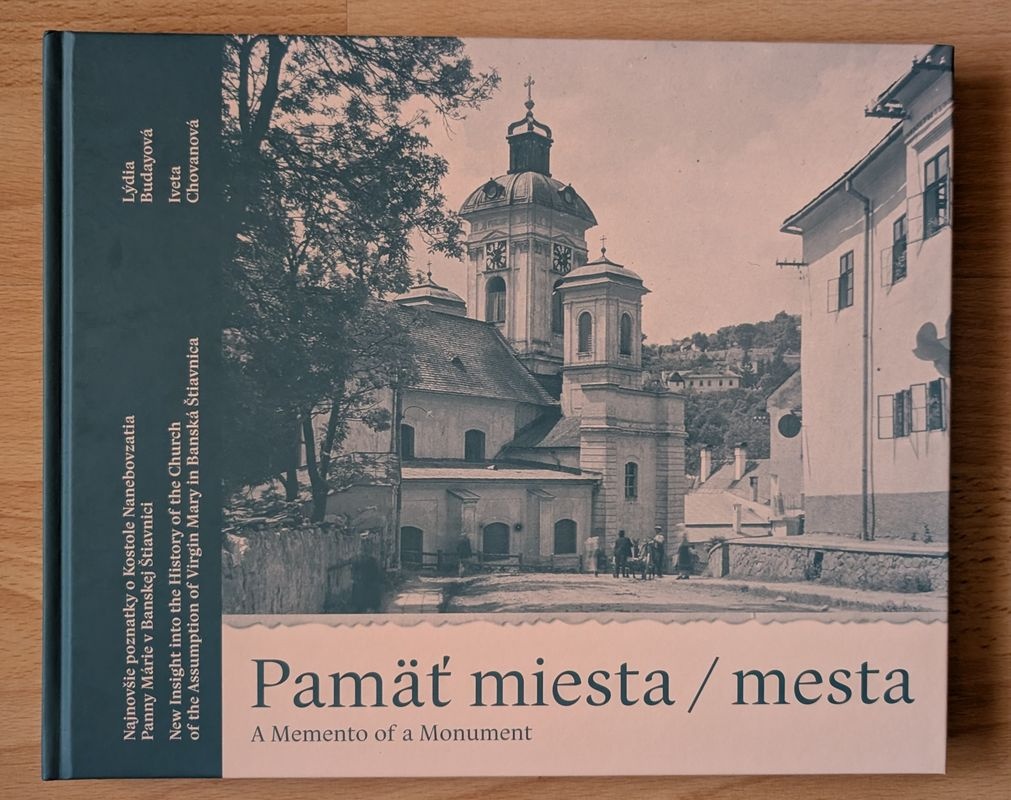 Lýdia
Budayová
Iveta
Chovanová
Najnovšie poznatky o Kostole Nanebovzatia
Panny Márie v Banskej Štiavnici
New Insight into the History of the Church
of the Assumption of Virgin Mary in Banská Štiavnica
Pamäť miesta / mesta
A Memento of a Monument